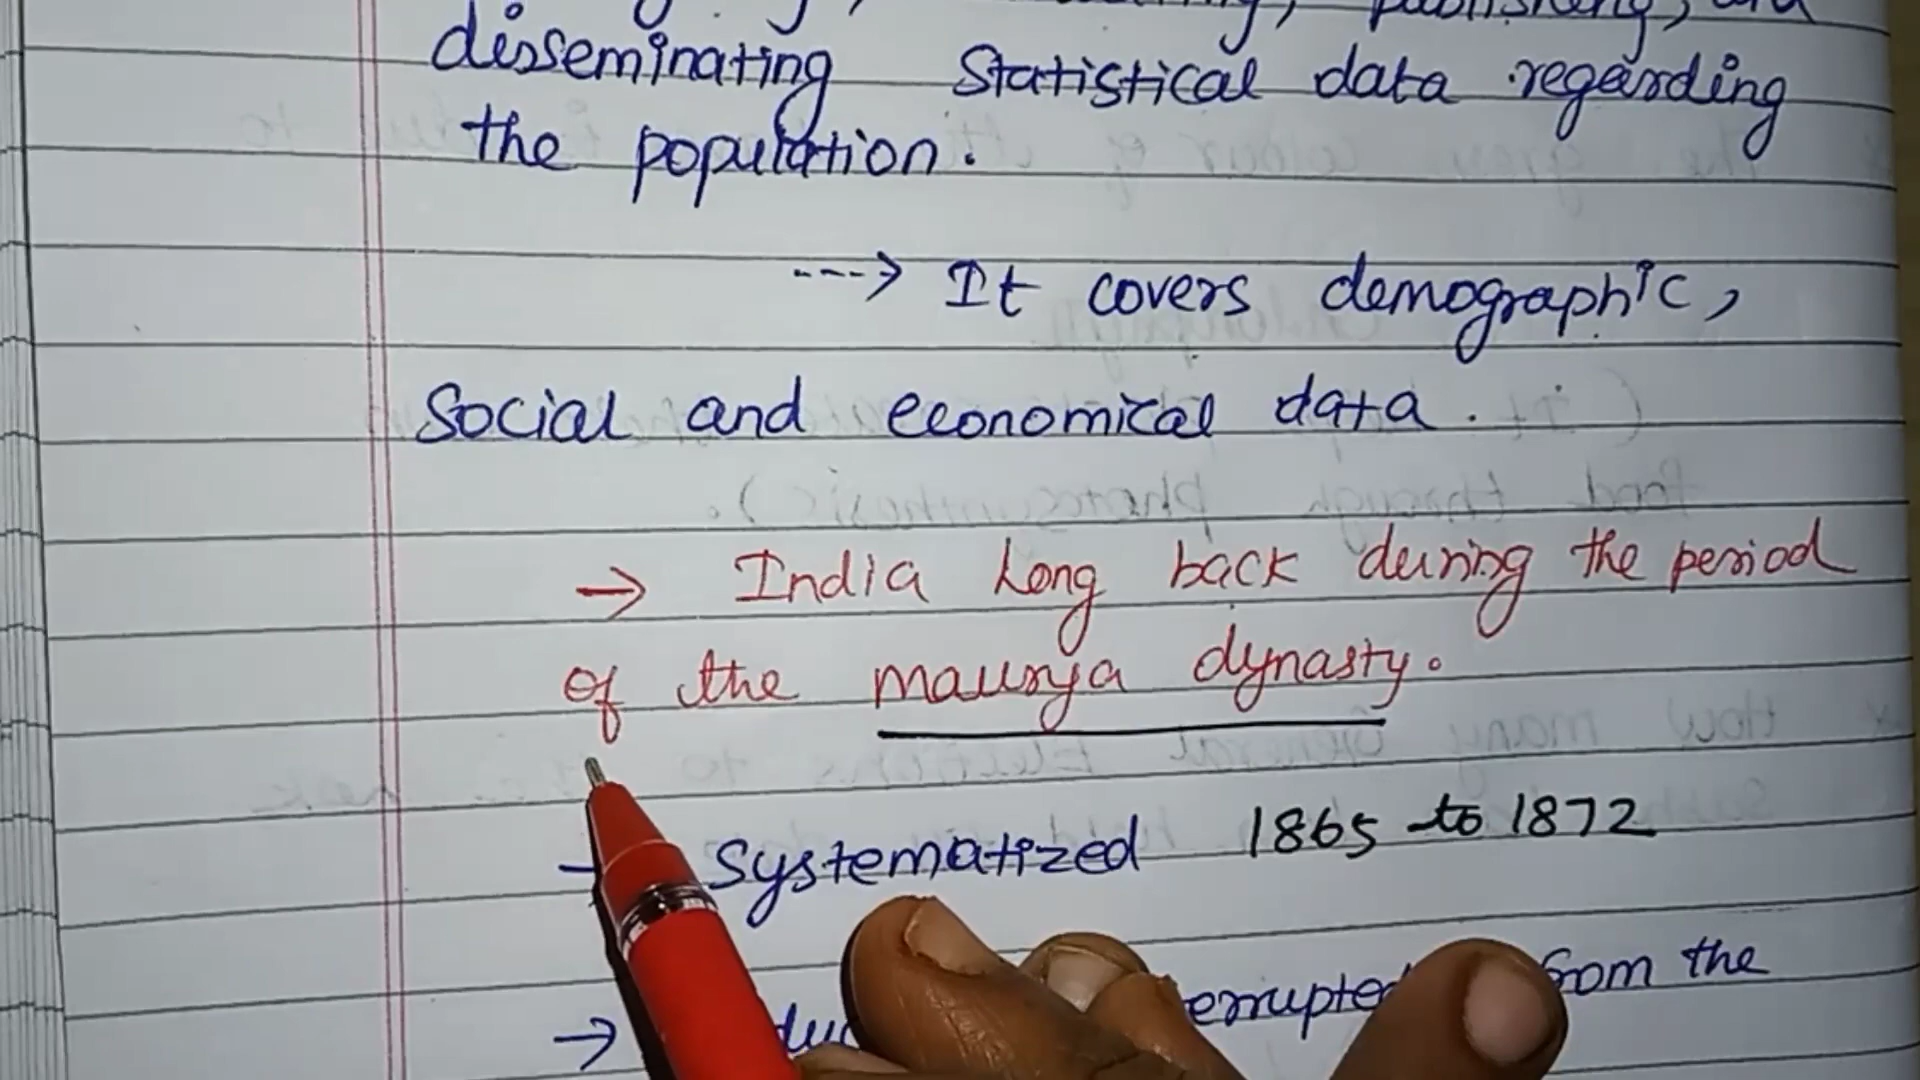 disseminating Statistical data regarding
the population.
---> It covers demographic,
Social and economical data.
→ India Long back during the period
of the maurya dynasty.
Systematized 1865 to 1872
→ from the